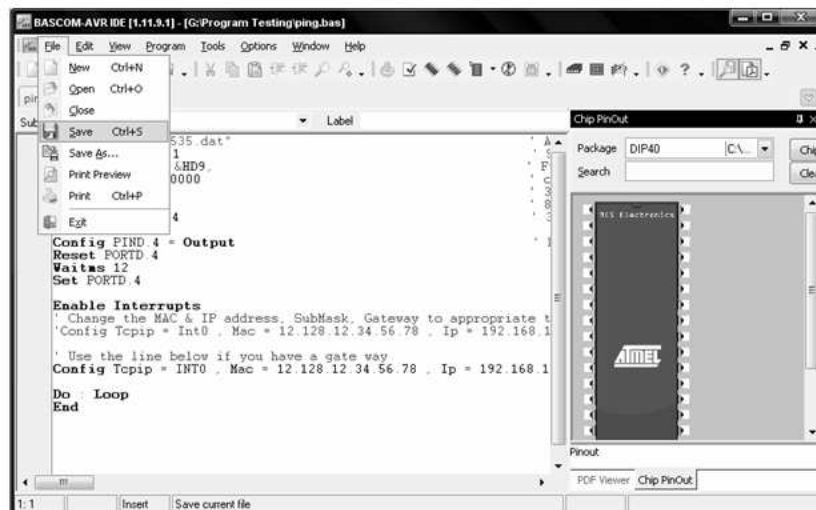 BASCOM-AVR IDE [1.11.9.1] - [G:\Program Testing\ping.bas]
File Edit View Program Tools Options Window Help
New Ctrl+N
Open Ctrl+O
Close
Save Ctrl+S
Save As...
Print Preview
Print Ctrl+P
Exit
pin
Sub
Label
535.dat"
1
&HD9,
0000
4
Config PIND.4 = Output
Reset PORTD.4
Waitms 12
Set PORTD.4
Enable Interrupts
' Change the MAC & IP address, SubMask, Gateway to appropriate t
'Config Tcpip = Int0 , Mac = 12.128.12.34.56.78 , Ip = 192.168.1
' Use the line below if you have a gate way
Config Tcpip = INT0 , Mac = 12.128.12.34.56.78 , Ip = 192.168.1
Do : Loop
End
Chip PinOut
Package DIP40 C:\...
Chip
Search
Clea
MCS Electronics
ATMEL
Pinout
PDF Viewer Chip PinOut
1: 1 Insert Save current file